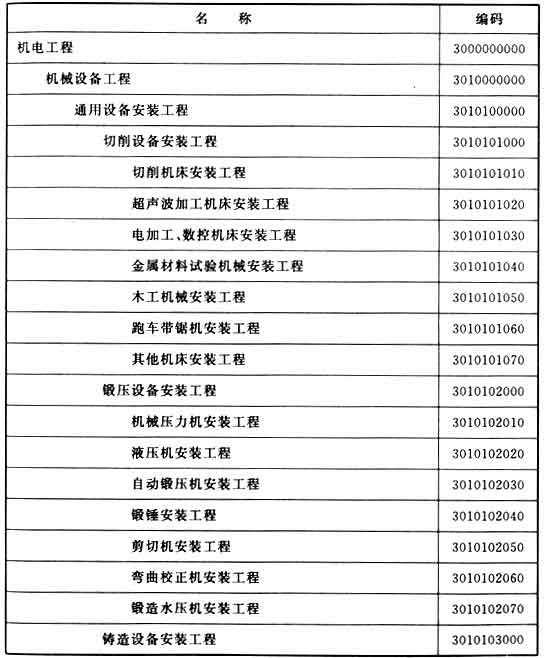 名 称 编码
机电工程 3000000000
机械设备工程 3010000000
通用设备安装工程 3010100000
切削设备安装工程 3010101000
切削机床安装工程 3010101010
超声波加工机床安装工程 3010101020
电加工、数控机床安装工程 3010101030
金属材料试验机械安装工程 3010101040
木工机械安装工程 3010101050
跑车带锯机安装工程 3010101060
其他机床安装工程 3010101070
锻压设备安装工程 3010102000
机械压力机安装工程 3010102010
液压机安装工程 3010102020
自动锻压机安装工程 3010102030
锻锤安装工程 3010102040
剪切机安装工程 3010102050
弯曲校正机安装工程 3010102060
锻造水压机安装工程 3010102070
铸造设备安装工程 3010103000